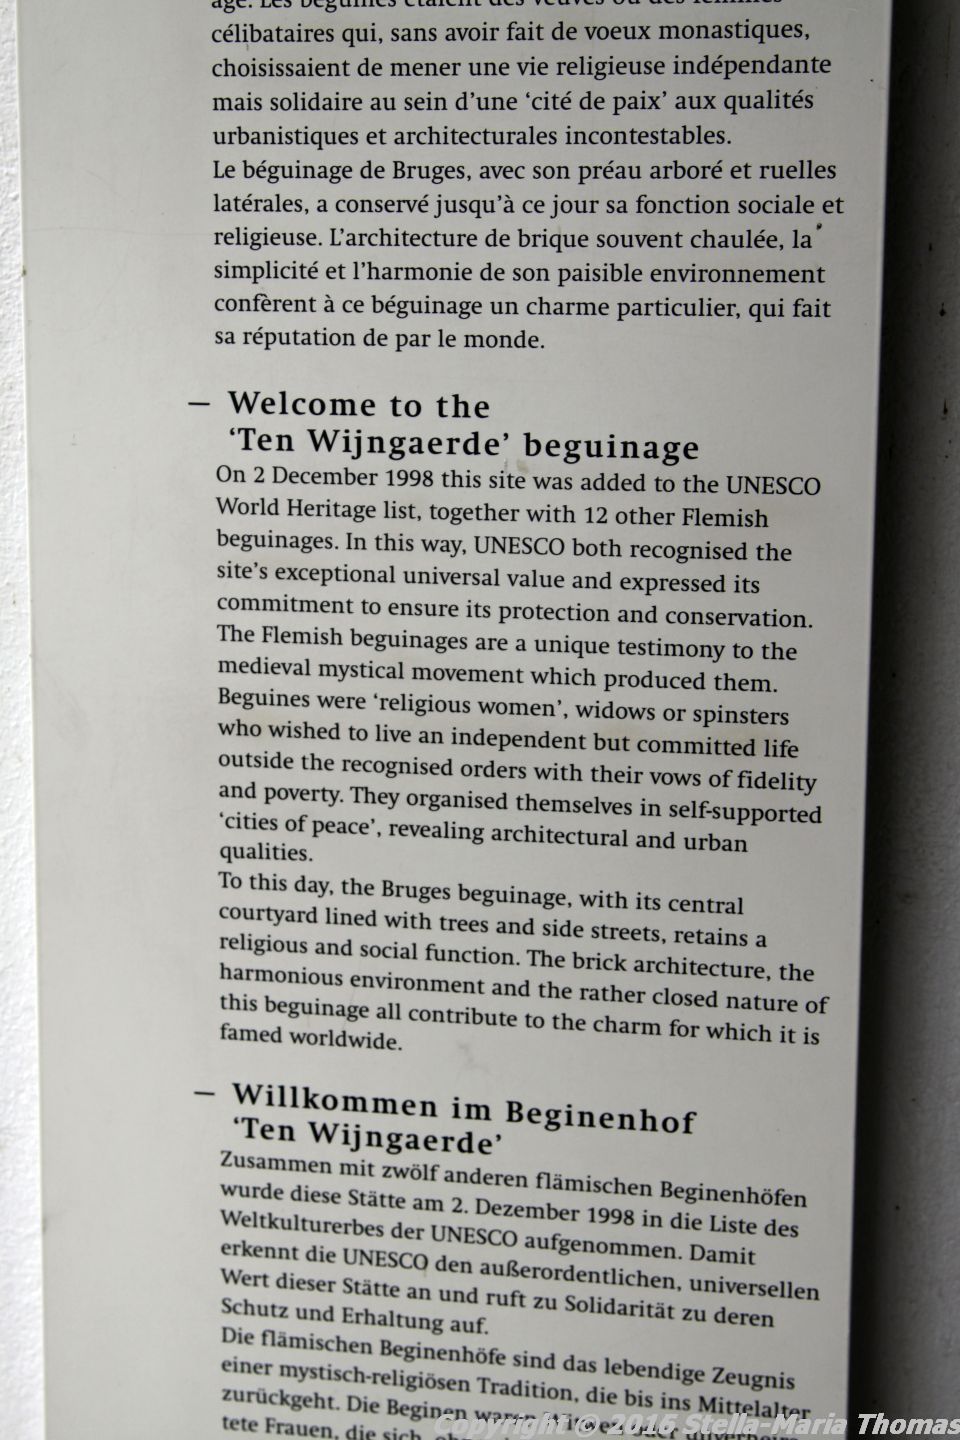 âge. Les béguines étaient des veuves ou des femmes
célibataires qui, sans avoir fait de voeux monastiques,
choisissaient de mener une vie religieuse indépendante
mais solidaire au sein d’une ‘cité de paix’ aux qualités
urbanistiques et architecturales incontestables.
Le béguinage de Bruges, avec son préau arboré et ruelles
latérales, a conservé jusqu’à ce jour sa fonction sociale et
religieuse. L’architecture de brique souvent chaulée, la
simplicité et l’harmonie de son paisible environnement
confèrent à ce béguinage un charme particulier, qui fait
sa réputation de par le monde.
— Welcome to the
‘Ten Wijngaerde’ beguinage
On 2 December 1998 this site was added to the UNESCO
World Heritage list, together with 12 other Flemish
beguinages. In this way, UNESCO both recognised the
site’s exceptional universal value and expressed its
commitment to ensure its protection and conservation.
The Flemish beguinages are a unique testimony to the
medieval mystical movement which produced them.
Beguines were ‘religious women’, widows or spinsters
who wished to live an independent but committed life
outside the recognised orders with their vows of fidelity
and poverty. They organised themselves in self-supported
‘cities of peace’, revealing architectural and urban
qualities.
To this day, the Bruges beguinage, with its central
courtyard lined with trees and side streets, retains a
religious and social function. The brick architecture, the
harmonious environment and the rather closed nature of
this beguinage all contribute to the charm for which it is
famed worldwide.
— Willkommen im Beginenhof
‘Ten Wijngaerde’
Zusammen mit zwölf anderen flämischen Beginenhöfen
wurde diese Stätte am 2. Dezember 1998 in die Liste des
Weltkulturerbes der UNESCO aufgenommen. Damit
erkennt die UNESCO den außerordentlichen, universellen
Wert dieser Stätte an und ruft zu Solidarität zu deren
Schutz und Erhaltung auf.
Die flämischen Beginenhöfe sind das lebendige Zeugnis
einer mystisch-religiösen Tradition, die bis ins Mittelalter
zurückgeht. Die Beginen waren oder
tete Frauen, die sich,
Copyright © 2016 Stella-Maria Thomas